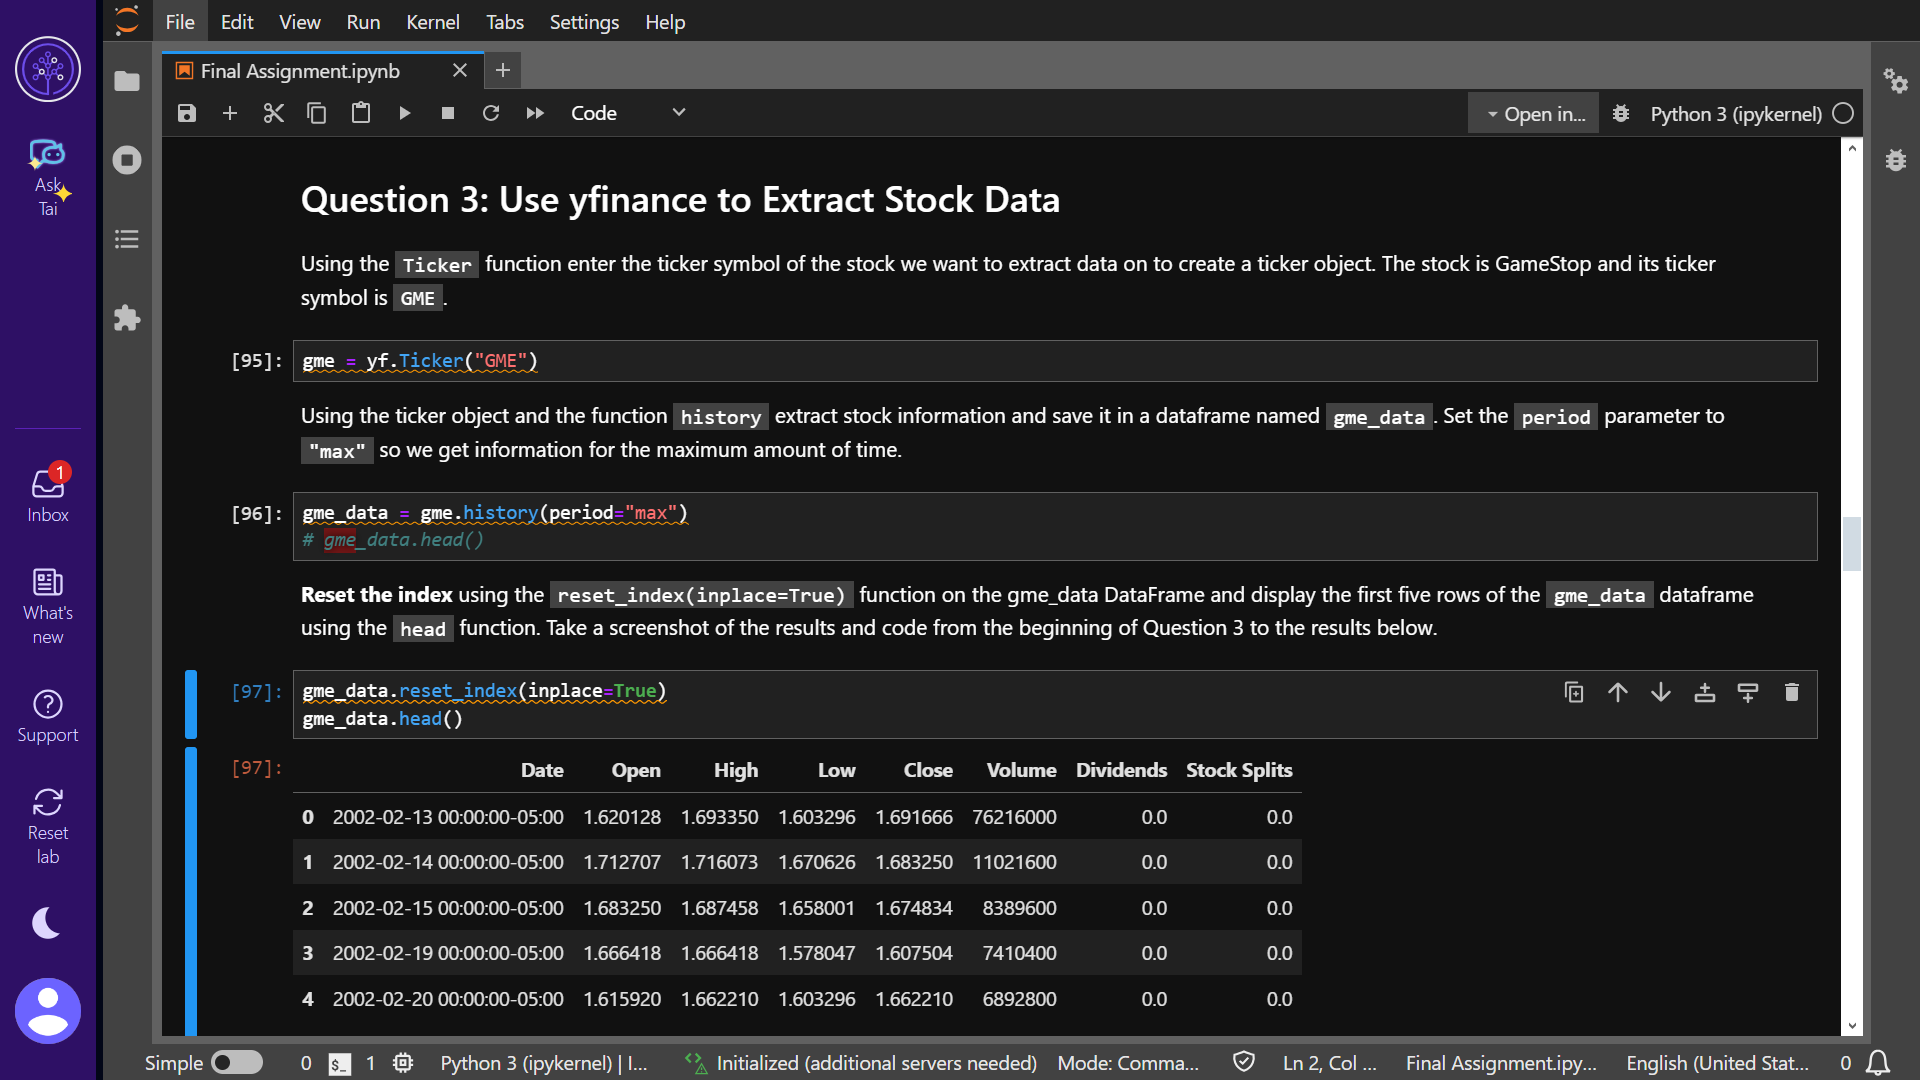 File Edit View Run Kernel Tabs Settings Help
Final Assignment.ipynb
Code
Open in...
Python 3 (ipykernel)
Ask
Tai
1
Inbox
What's
new
Support
Reset
lab
Question 3: Use yfinance to Extract Stock Data
Using the Ticker function enter the ticker symbol of the stock we want to extract data on to create a ticker object. The stock is GameStop and its ticker
symbol is GME .
[95]: gme = yf.Ticker("GME")
Using the ticker object and the function history extract stock information and save it in a dataframe named gme_data . Set the period parameter to
"max" so we get information for the maximum amount of time.
[96]: gme_data = gme.history(period="max")
# gme_data.head()
Reset the index using the reset_index(inplace=True) function on the gme_data DataFrame and display the first five rows of the gme_data dataframe
using the head function. Take a screenshot of the results and code from the beginning of Question 3 to the results below.
[97]: gme_data.reset_index(inplace=True)
gme_data.head()
[97]: Date Open High Low Close Volume Dividends Stock Splits
0 2002-02-13 00:00:00-05:00 1.620128 1.693350 1.603296 1.691666 76216000 0.0 0.0
1 2002-02-14 00:00:00-05:00 1.712707 1.716073 1.670626 1.683250 11021600 0.0 0.0
2 2002-02-15 00:00:00-05:00 1.683250 1.687458 1.658001 1.674834 8389600 0.0 0.0
3 2002-02-19 00:00:00-05:00 1.666418 1.666418 1.578047 1.607504 7410400 0.0 0.0
4 2002-02-20 00:00:00-05:00 1.615920 1.662210 1.603296 1.662210 6892800 0.0 0.0
Simple 0 $_ 1 Python 3 (ipykernel) | I... Initialized (additional servers needed) Mode: Comma... Ln 2, Col ... Final Assignment.ipy... English (United Stat... 0